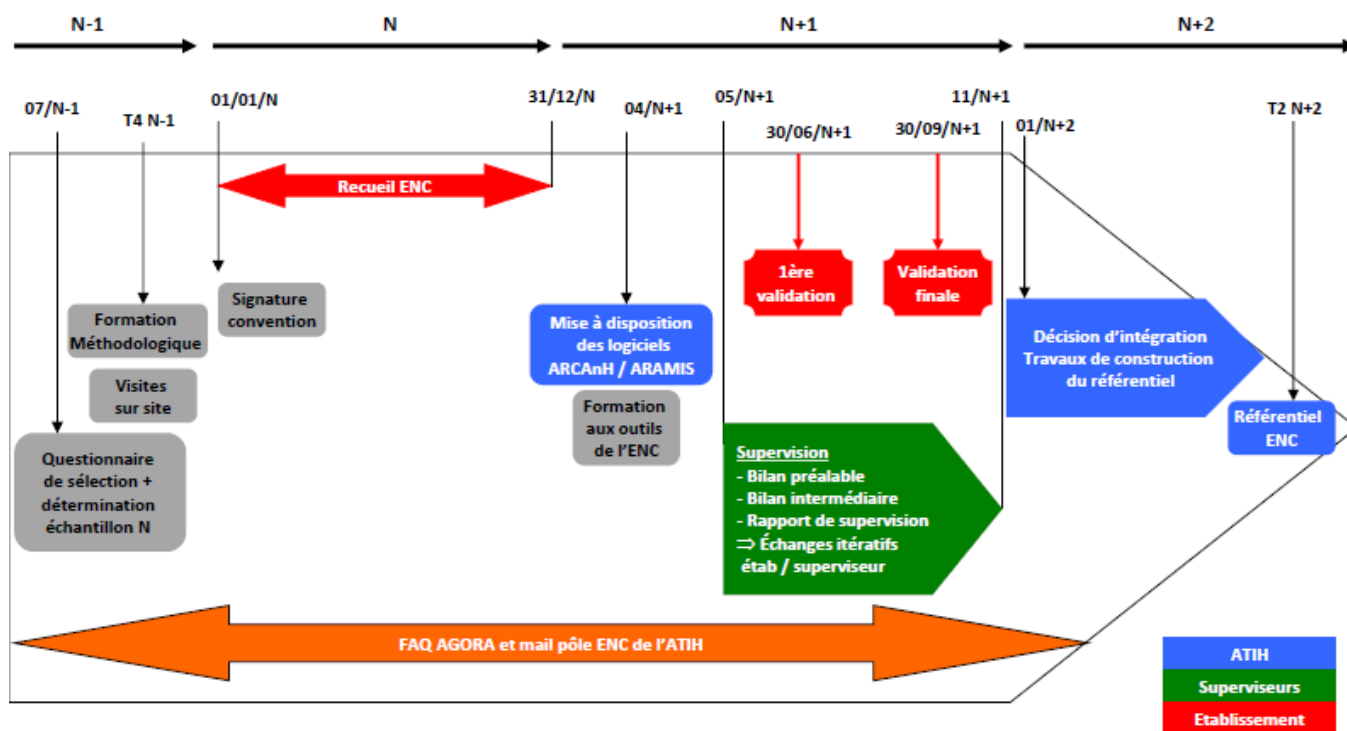 N-1
N
N+1
N+2
07/N-1
T4 N-1
01/01/N
31/12/N
04/N+1
05/N+1
30/06/N+1
30/09/N+1
11/N+1
01/N+2
T2 N+2
Recueil ENC
1ère
validation
Validation
finale
Signature
convention
Formation
Méthodologique
Visites
sur site
Questionnaire
de sélection +
détermination
échantillon N
Mise à disposition
des logiciels
ARCAnH / ARAMIS
Formation
aux outils
de l'ENC
Décision d'intégration
Travaux de construction
du référentiel
Référentiel
ENC
Supervision
- Bilan préalable
- Bilan intermédiaire
- Rapport de supervision
⇒ Échanges itératifs
étab / superviseur
FAQ AGORA et mail pôle ENC de l'ATIH
ATIH
Superviseurs
Etablissement